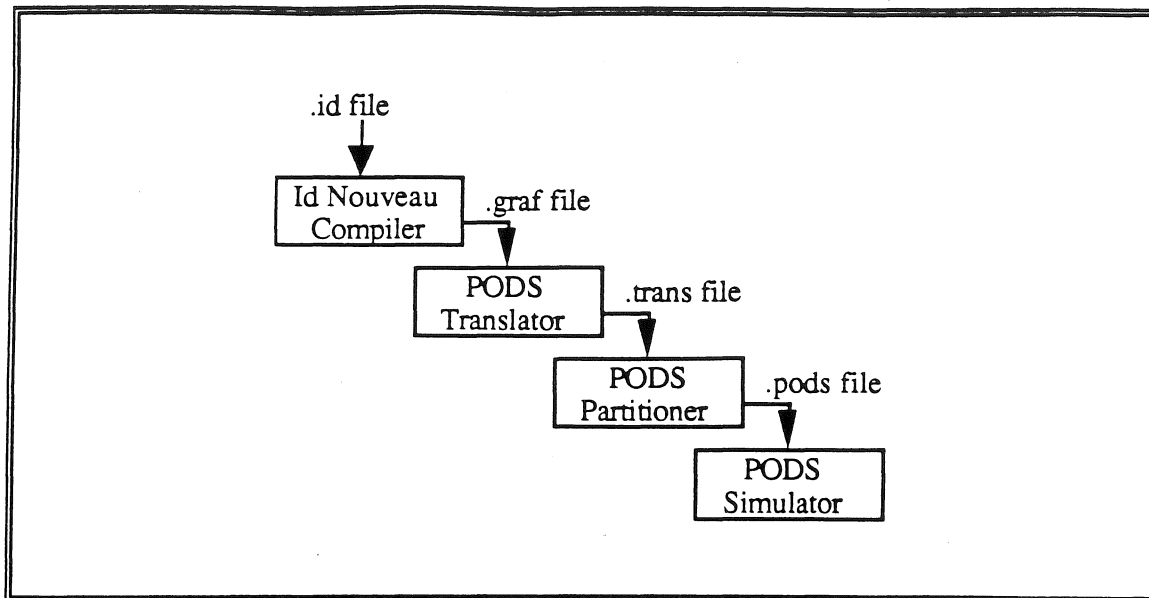 .id file
Id Nouveau
Compiler
.graf file
PODS
Translator
.trans file
PODS
Partitioner
.pods file
PODS
Simulator